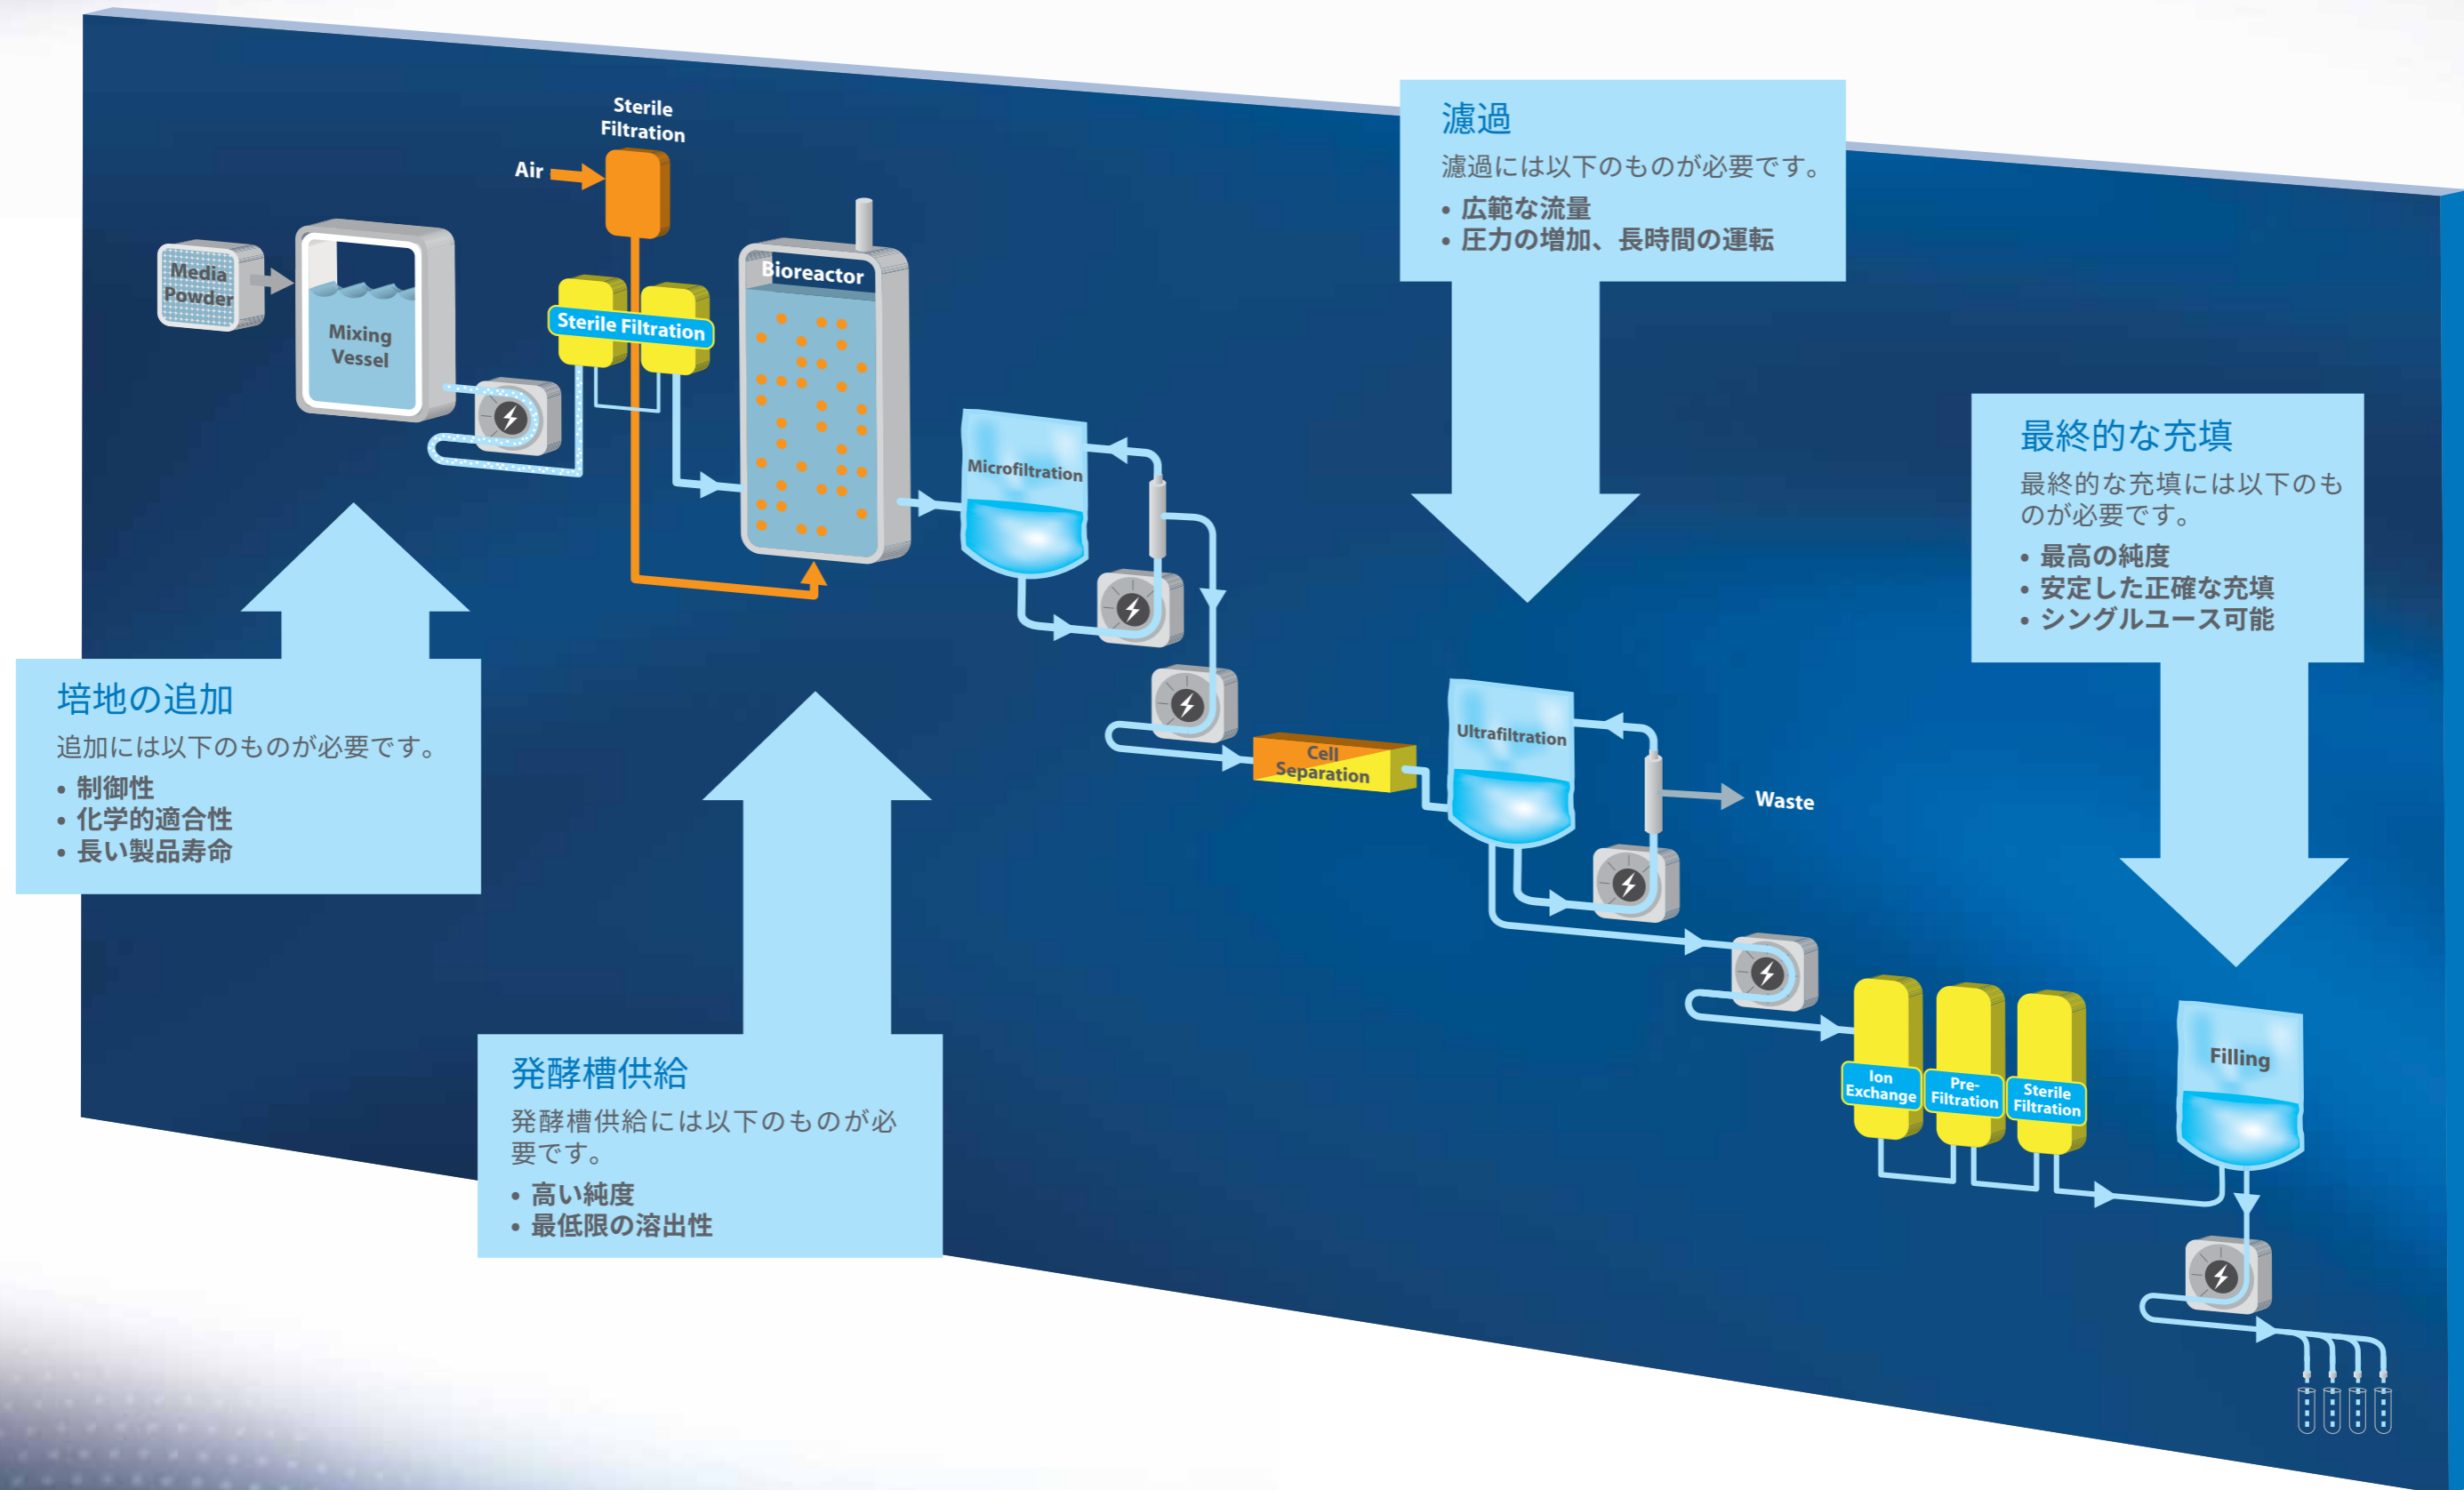 Sterile
Filtration
Air
Media
Powder
Mixing
Vessel
Sterile Filtration
Bioreactor
Microfiltration
濾過
濾過には以下のものが必要です。
• 広範な流量
• 圧力の増加、長時間の運転
最終的な充填
最終的な充填には以下のも
のが必要です。
• 最高の純度
• 安定した正確な充填
• シングルユース可能
培地の追加
追加には以下のものが必要です。
• 制御性
• 化学的適合性
• 長い製品寿命
Cell
Separation
Ultrafiltration
Waste
発酵槽供給
発酵槽供給には以下のものが必
要です。
• 高い純度
• 最低限の溶出性
Ion
Exchange
Pre-
Filtration
Sterile
Filtration
Filling